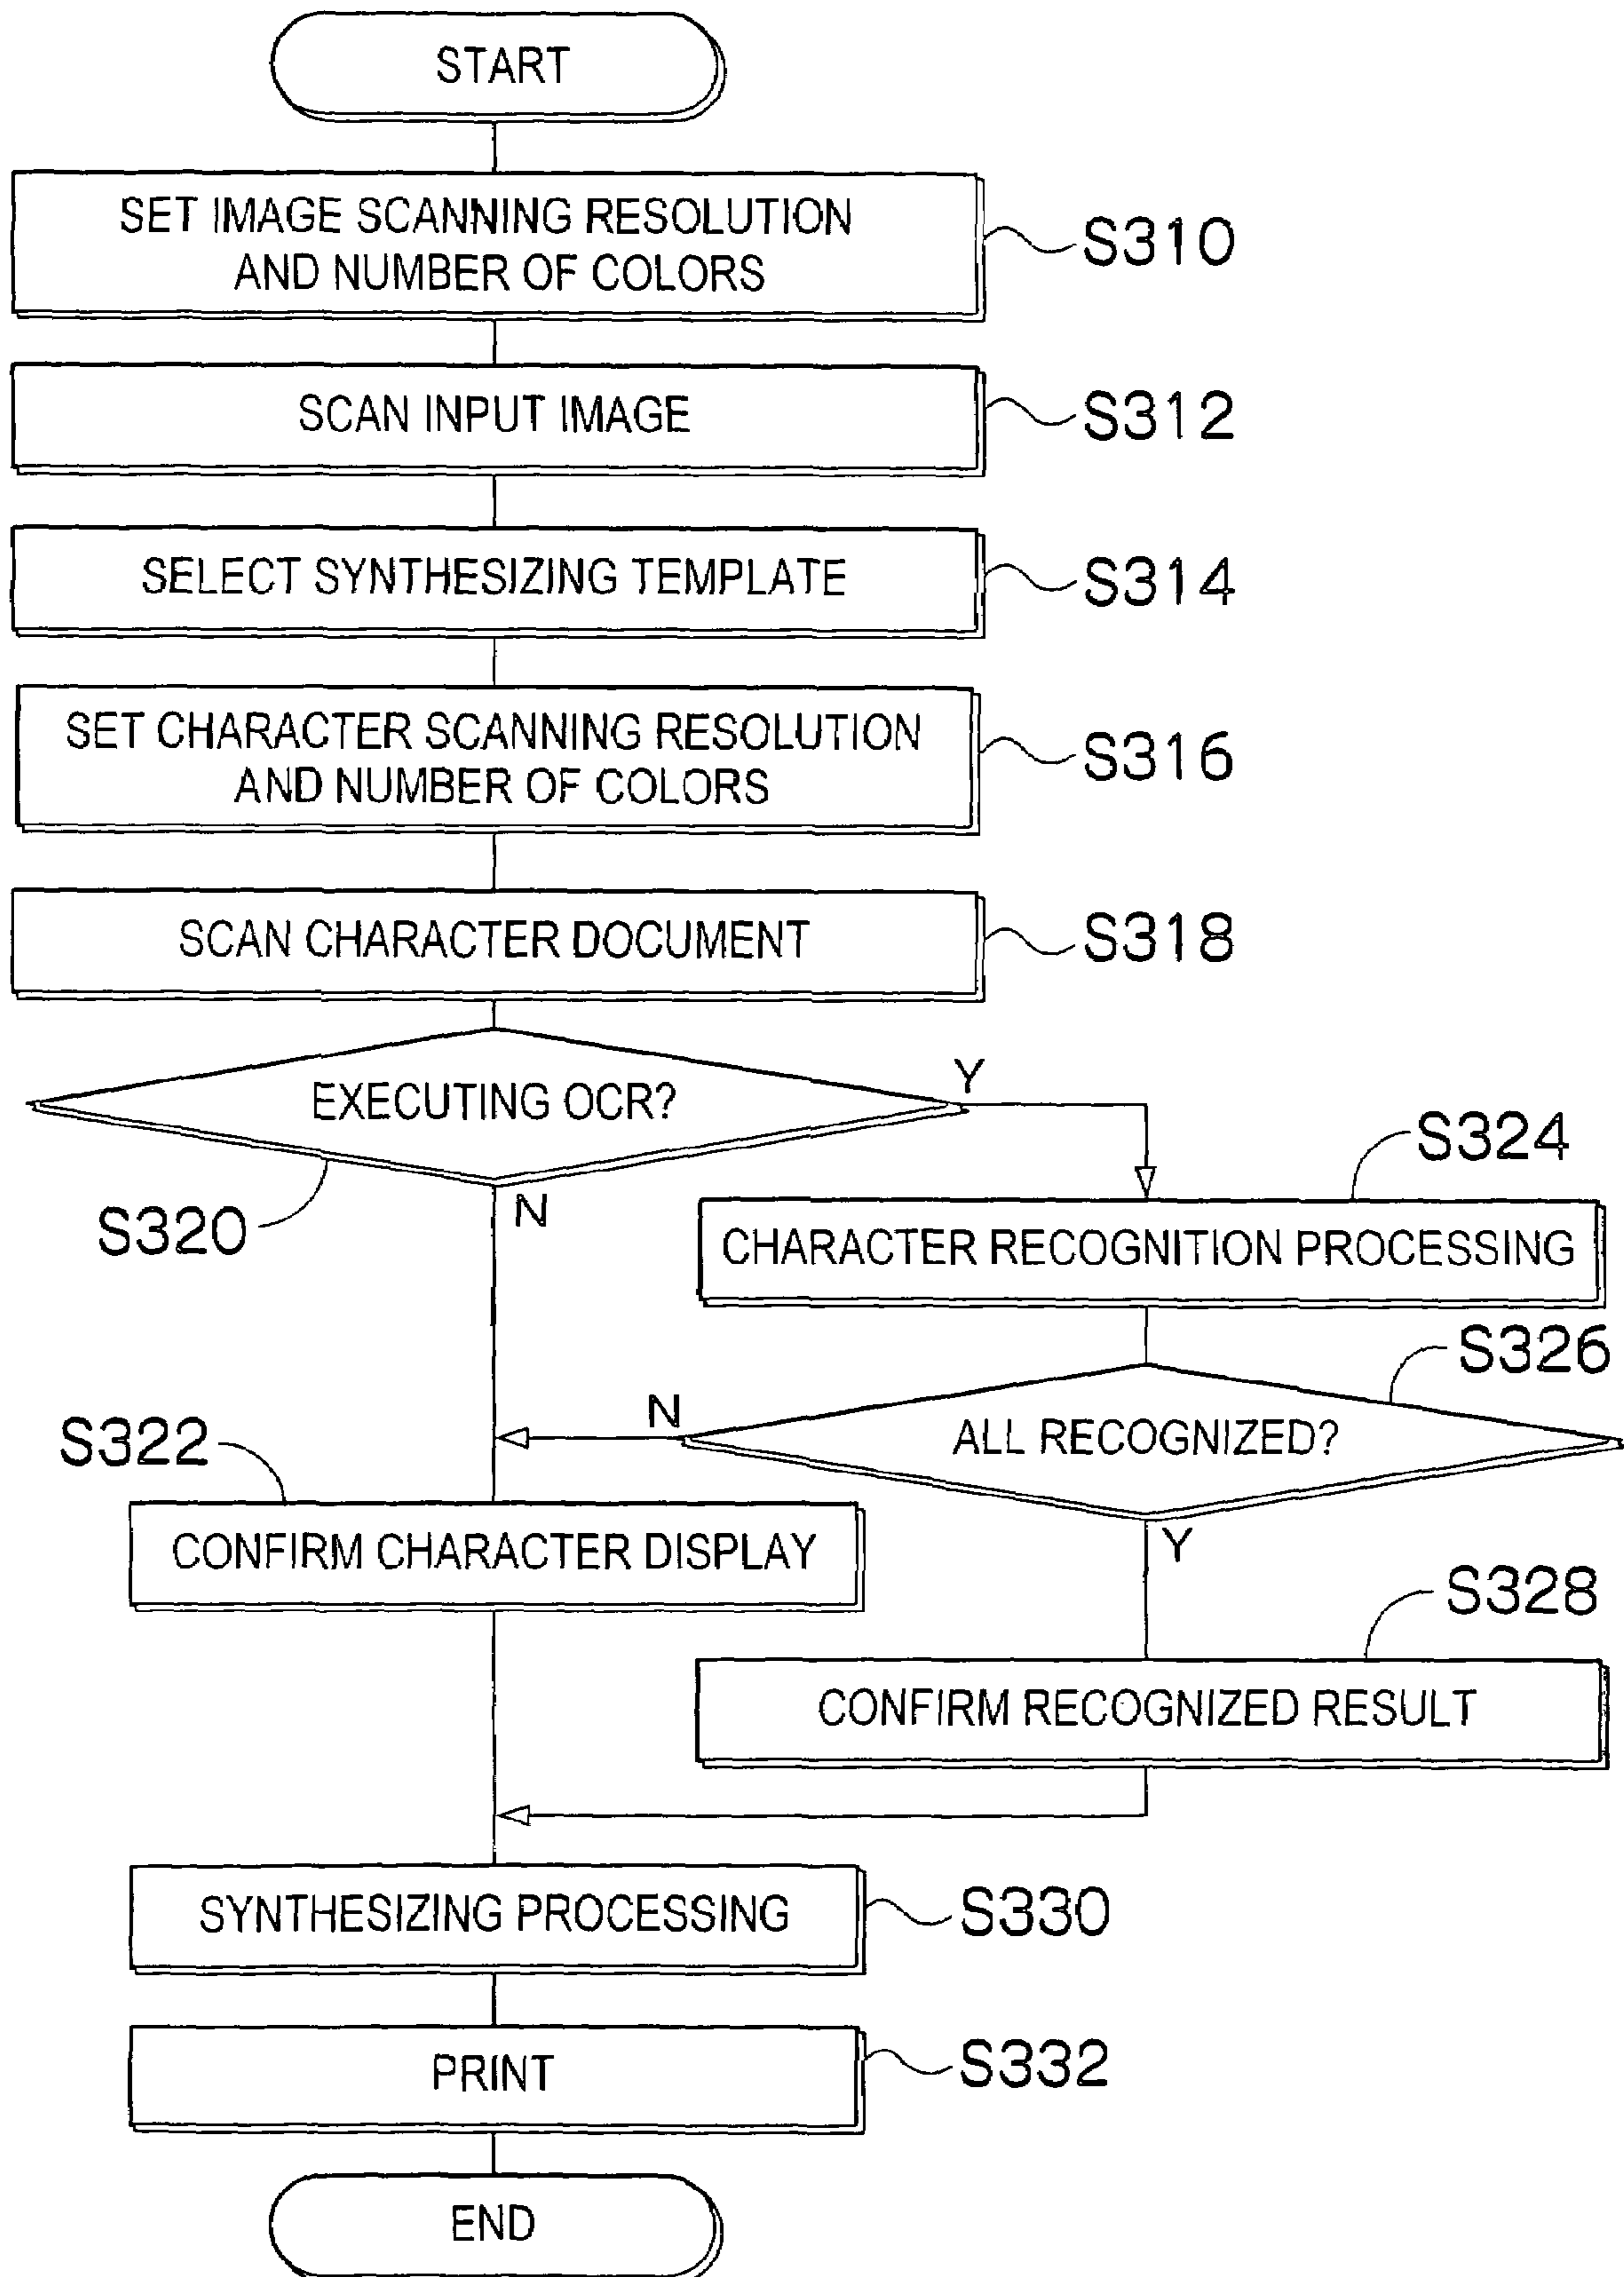 START
SET IMAGE SCANNING RESOLUTION
AND NUMBER OF COLORS
S310
SCAN INPUT IMAGE
S312
SELECT SYNTHESIZING TEMPLATE
S314
SET CHARACTER SCANNING RESOLUTION
AND NUMBER OF COLORS
S316
SCAN CHARACTER DOCUMENT
S318
EXECUTING OCR?
Y
S320
N
S324
CHARACTER RECOGNITION PROCESSING
S326
ALL RECOGNIZED?
N
Y
S322
CONFIRM CHARACTER DISPLAY
S328
CONFIRM RECOGNIZED RESULT
SYNTHESIZING PROCESSING
S330
PRINT
S332
END